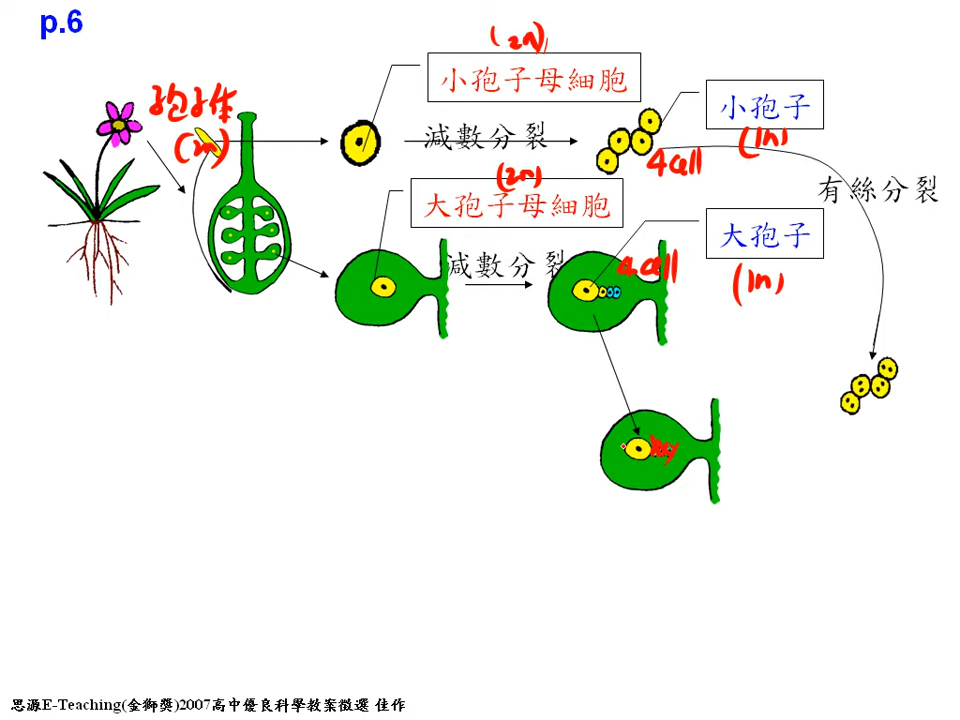 p.6
(2n)
小孢子母細胞
孢子体
(2n)
減數分裂
小孢子
(1n)
4 cell
有絲分裂
(2n)
大孢子母細胞
大孢子
減數分裂
4 cell
(1n)
思源E-Teaching(金獅獎)2007高中優良科學教案徵選 佳作